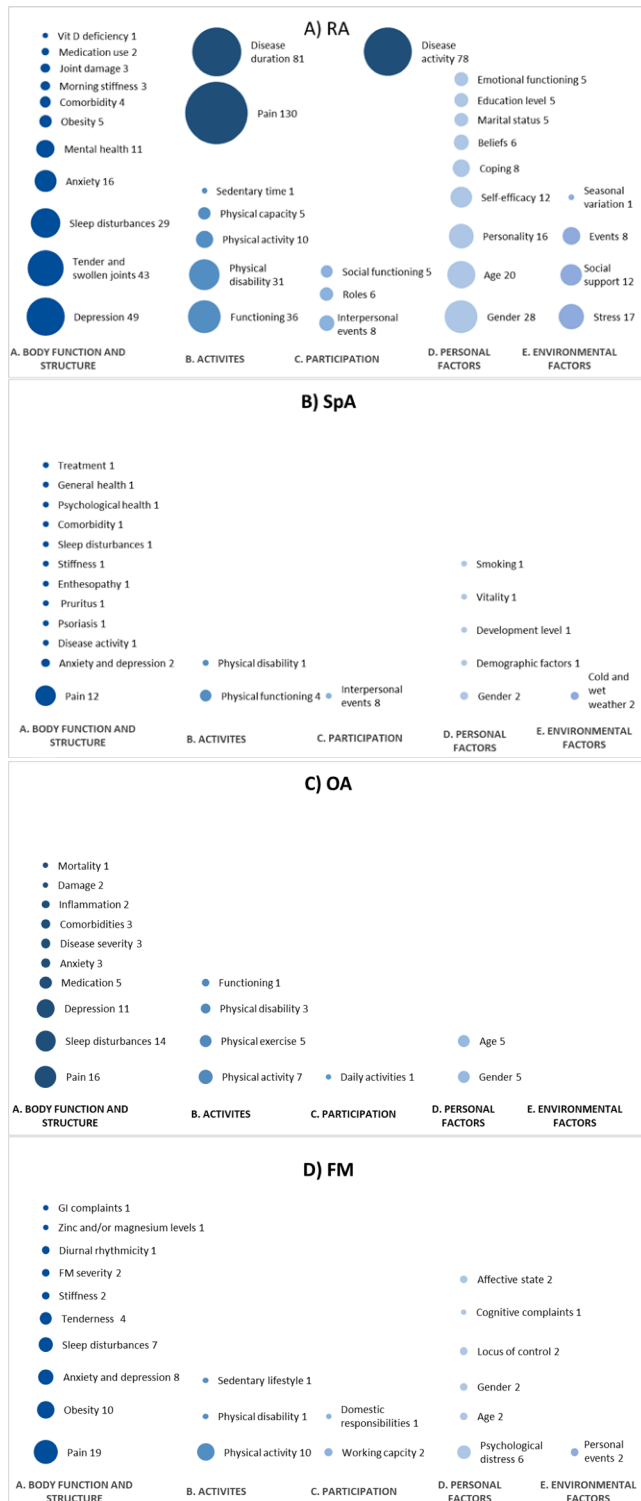 A) RA
Vit D deficiency 1
Medication use 2
Joint damage 3
Morning stiffness 3
Comorbidity 4
Obesity 5
Mental health 11
Anxiety 16
Sleep disturbances 29
Tender and
swollen joints 43
Depression 49
A. BODY FUNCTION AND
STRUCTURE
Disease
duration 81
Pain 130
Sedentary time 1
Physical capacity 5
Physical activity 10
Physical
disability 31
Functioning 36
B. ACTIVITES
Social functioning 5
Roles 6
Interpersonal
events 8
C. PARTICIPATION
Disease
activity 78
Emotional functioning 5
Education level 5
Marital status 5
Beliefs 6
Coping 8
Self-efficacy 12
Personality 16
Age 20
Gender 28
D. PERSONAL
FACTORS
Seasonal
variation 1
Events 8
Social
support 12
Stress 17
E. ENVIRONMENTAL
FACTORS
B) SpA
Treatment 1
General health 1
Psychological health 1
Comorbidity 1
Sleep disturbances 1
Stiffness 1
Enthesopathy 1
Pruritus 1
Psoriasis 1
Disease activity 1
Anxiety and depression 2
Pain 12
A. BODY FUNCTION AND
STRUCTURE
Physical disability 1
Physical functioning 4
B. ACTIVITES
Interpersonal
events 8
C. PARTICIPATION
Smoking 1
Vitality 1
Development level 1
Demographic factors 1
Gender 2
D. PERSONAL
FACTORS
Cold and
wet
weather 2
E. ENVIRONMENTAL
FACTORS
C) OA
Mortality 1
Damage 2
Inflammation 2
Comorbidities 3
Disease severity 3
Anxiety 3
Medication 5
Depression 11
Sleep disturbances 14
Pain 16
A. BODY FUNCTION AND
STRUCTURE
Functioning 1
Physical disability 3
Physical exercise 5
Physical activity 7
B. ACTIVITES
Daily activities 1
C. PARTICIPATION
Age 5
Gender 5
D. PERSONAL
FACTORS
E. ENVIRONMENTAL
FACTORS
D) FM
GI complaints 1
Zinc and/or magnesium levels 1
Diurnal rhythmicity 1
FM severity 2
Stiffness 2
Tenderness 4
Sleep disturbances 7
Anxiety and depression 8
Obesity 10
Pain 19
A. BODY FUNCTION AND
STRUCTURE
Sedentary lifestyle 1
Physical disability 1
Physical activity 10
B. ACTIVITES
Domestic
responsibilities 1
Working capcity 2
C. PARTICIPATION
Affective state 2
Cognitive complaints 1
Locus of control 2
Gender 2
Age 2
Psychological
distress 6
D. PERSONAL
FACTORS
Personal
events 2
E. ENVIRONMENTAL
FACTORS